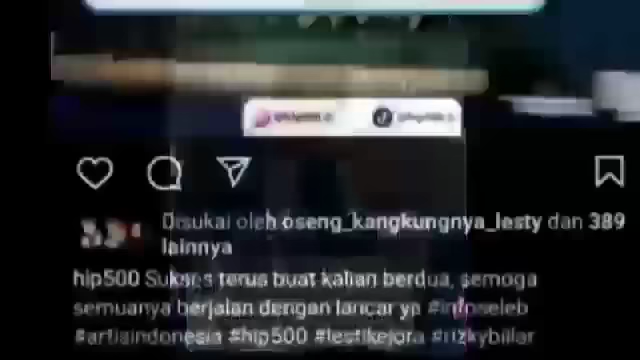 Disukai oleh oseng_kangkungnya_lesty dan 389
lainnya
hip500 Sukses terus buat kalian berdua, semoga
semuanya berjalan dengan lancar ya #infoseleb
#artisindonesia #hip500 #lestikejora #rizkybillar